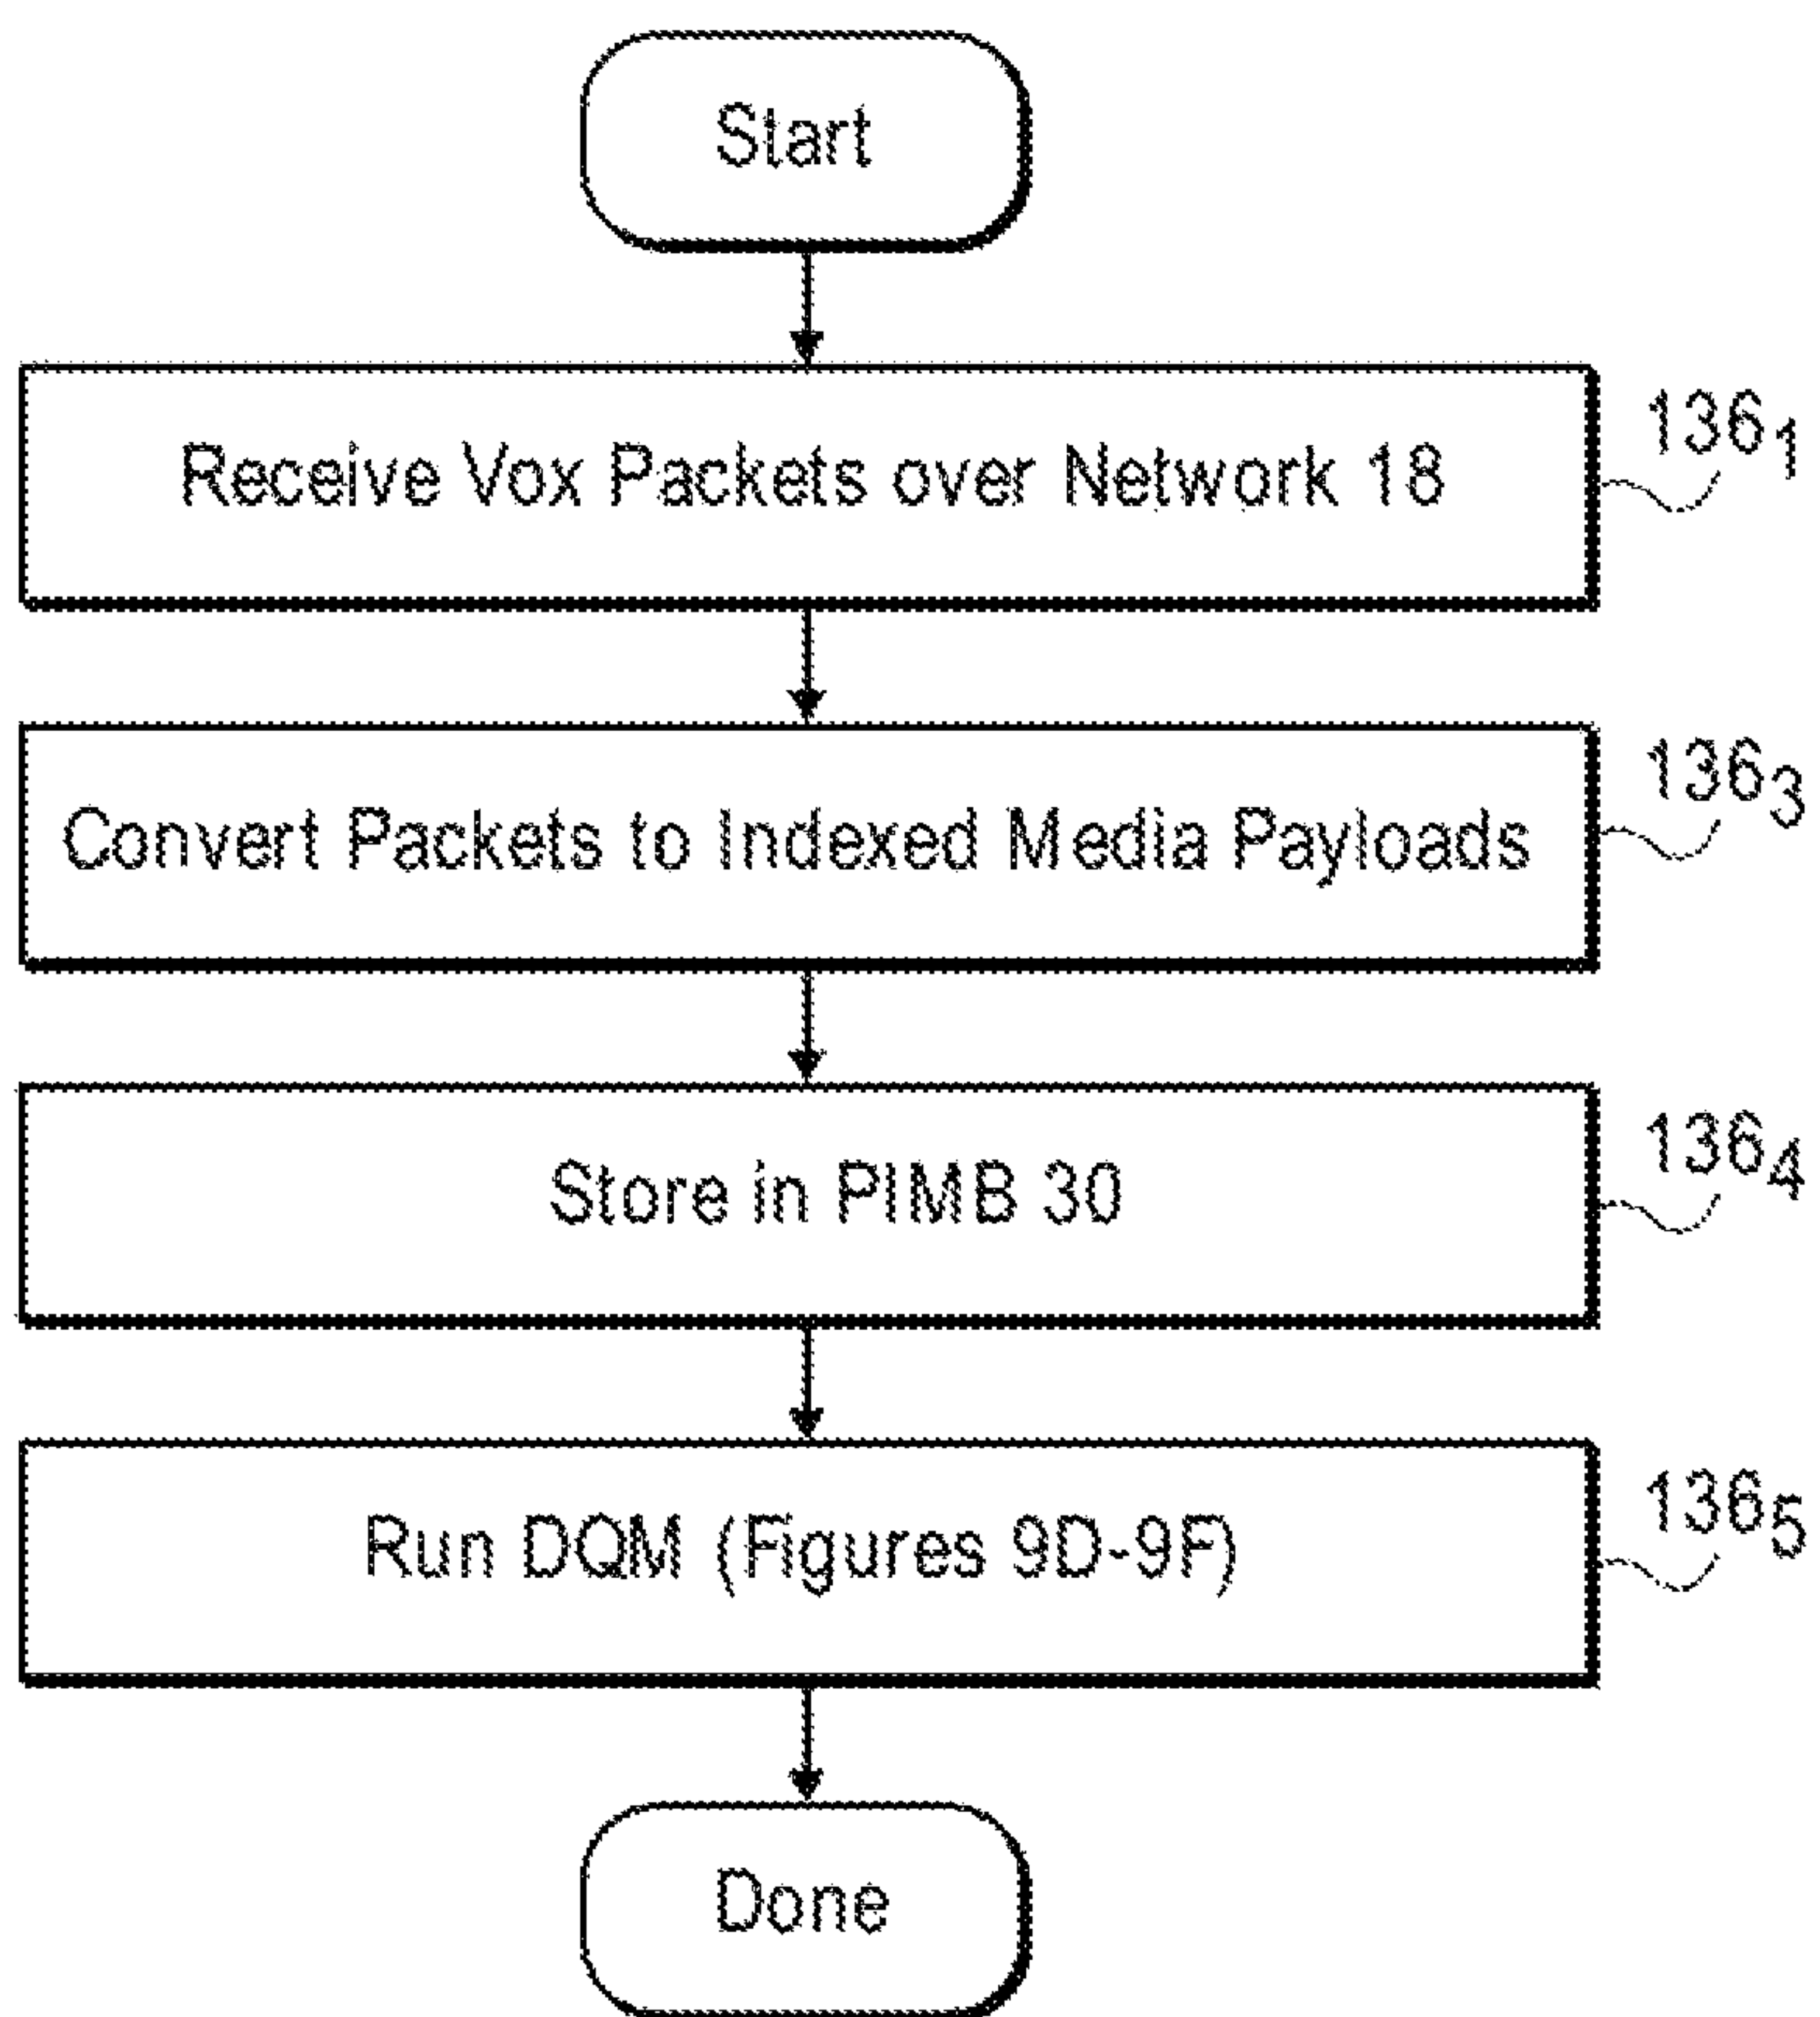 Start
Receive Vox Packets over Network 18
136₁
Convert Packets to Indexed Media Payloads
136₃
Store in PIMB 30
136₄
Run DQM (Figures 9D-9F)
136₅
Done